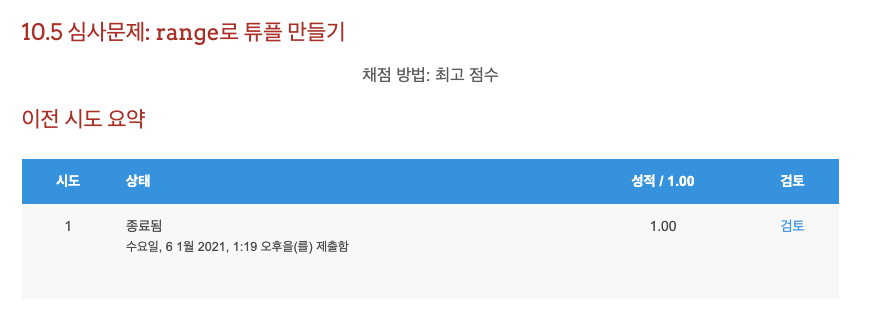 10.5 심사문제: range로 튜플 만들기
채점 방법: 최고 점수
이전 시도 요약
시도 상태 성적 / 1.00 검토
1 종료됨 1.00 검토
수요일, 6 1월 2021, 1:19 오후을(를) 제출함